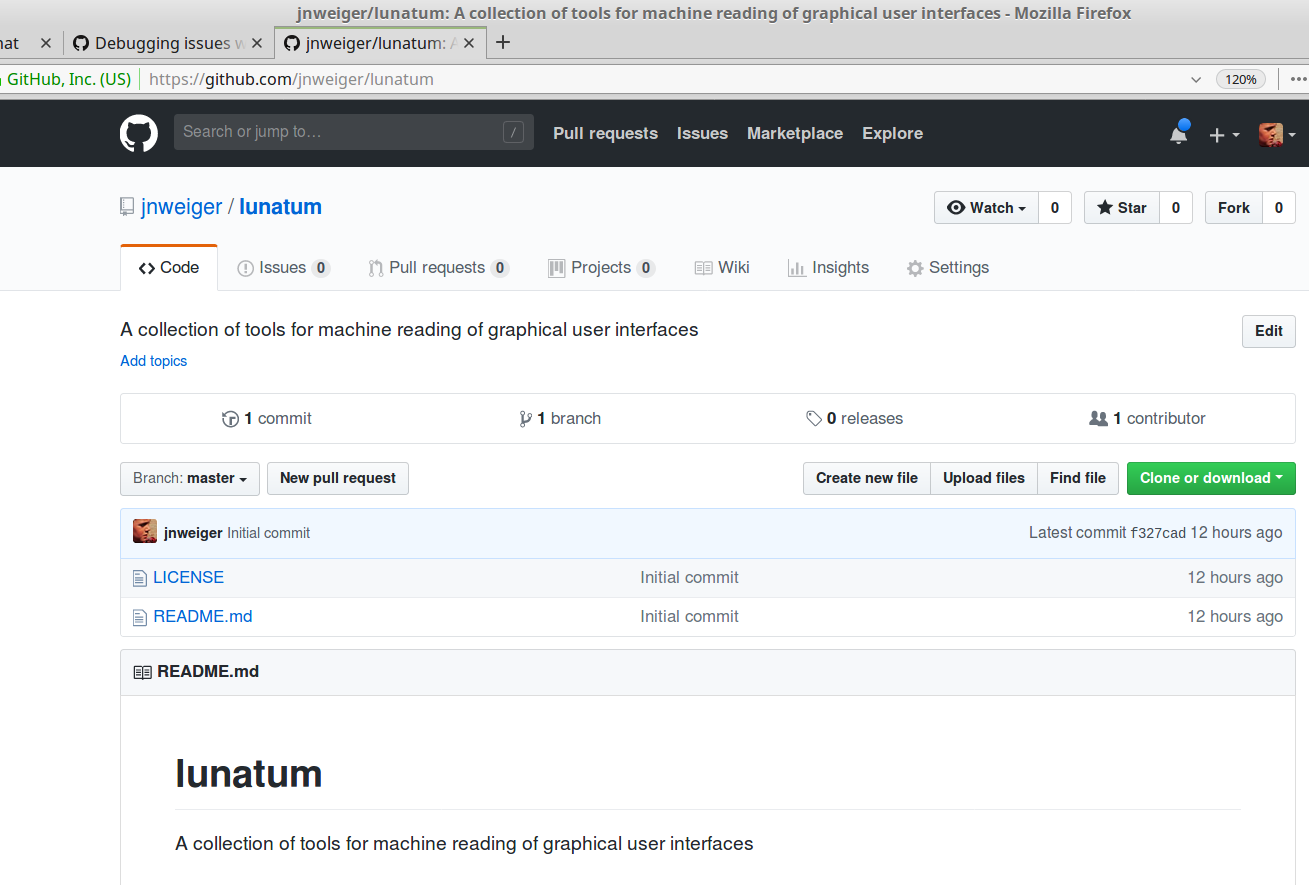 jnweiger/lunatum: A collection of tools for machine reading of graphical user interfaces - Mozilla Firefox
nat Debugging issues w jnweiger/lunatum: A
GitHub, Inc. (US) https://github.com/jnweiger/lunatum 120%
Search or jump to… / Pull requests Issues Marketplace Explore
jnweiger / lunatum Watch 0 Star 0 Fork 0
Code Issues 0 Pull requests 0 Projects 0 Wiki Insights Settings
A collection of tools for machine reading of graphical user interfaces Edit
Add topics
1 commit 1 branch 0 releases 1 contributor
Branch: master New pull request Create new file Upload files Find file Clone or download
jnweiger Initial commit Latest commit f327cad 12 hours ago
LICENSE Initial commit 12 hours ago
README.md Initial commit 12 hours ago
README.md
lunatum
A collection of tools for machine reading of graphical user interfaces